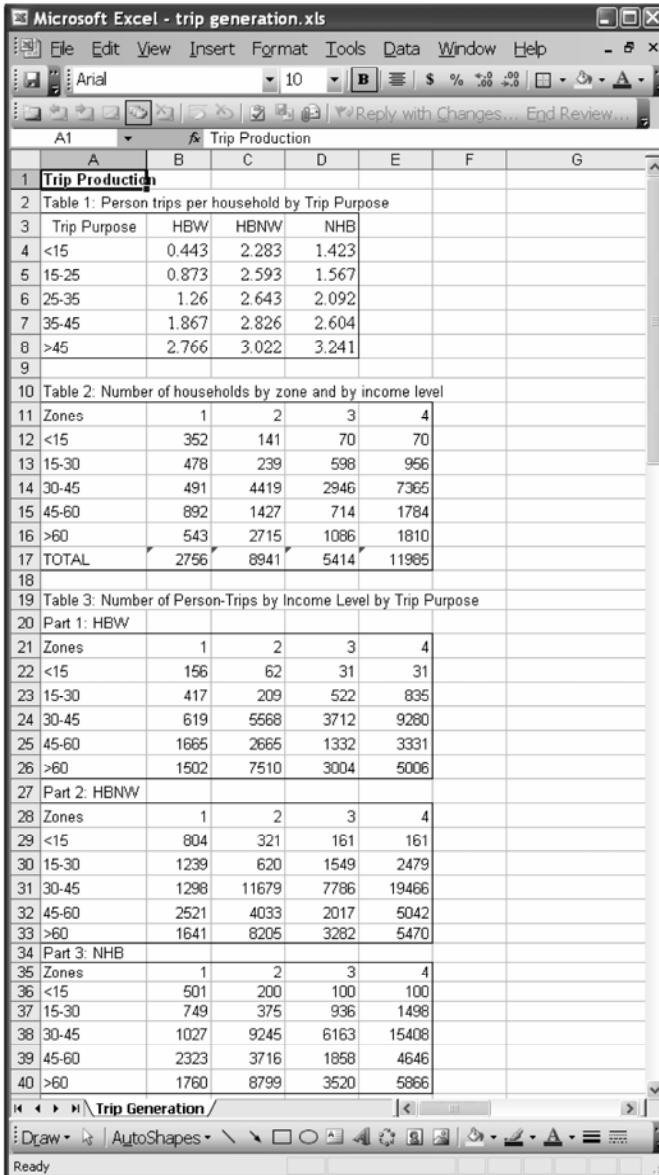 Microsoft Excel - trip generation.xls
File Edit View Insert Format Tools Data Window Help
Arial 10 B $ % A
Reply with Changes... End Review...
A1 fx Trip Production
A B C D E F G
1 Trip Production
2 Table 1: Person trips per household by Trip Purpose
3 Trip Purpose HBW HBNW NHB
4 <15 0.443 2.283 1.423
5 15-25 0.873 2.593 1.567
6 25-35 1.26 2.643 2.092
7 35-45 1.867 2.826 2.604
8 >45 2.766 3.022 3.241
9
10 Table 2: Number of households by zone and by income level
11 Zones 1 2 3 4
12 <15 352 141 70 70
13 15-30 478 239 598 956
14 30-45 491 4419 2946 7365
15 45-60 892 1427 714 1784
16 >60 543 2715 1086 1810
17 TOTAL 2756 8941 5414 11985
18
19 Table 3: Number of Person-Trips by Income Level by Trip Purpose
20 Part 1: HBW
21 Zones 1 2 3 4
22 <15 156 62 31 31
23 15-30 417 209 522 835
24 30-45 619 5568 3712 9280
25 45-60 1665 2665 1332 3331
26 >60 1502 7510 3004 5006
27 Part 2: HBNW
28 Zones 1 2 3 4
29 <15 804 321 161 161
30 15-30 1239 620 1549 2479
31 30-45 1298 11679 7786 19466
32 45-60 2521 4033 2017 5042
33 >60 1641 8205 3282 5470
34 Part 3: NHB
35 Zones 1 2 3 4
36 <15 501 200 100 100
37 15-30 749 375 936 1498
38 30-45 1027 9245 6163 15408
39 45-60 2323 3716 1858 4646
40 >60 1760 8799 3520 5866
Trip Generation
Draw AutoShapes A
Ready